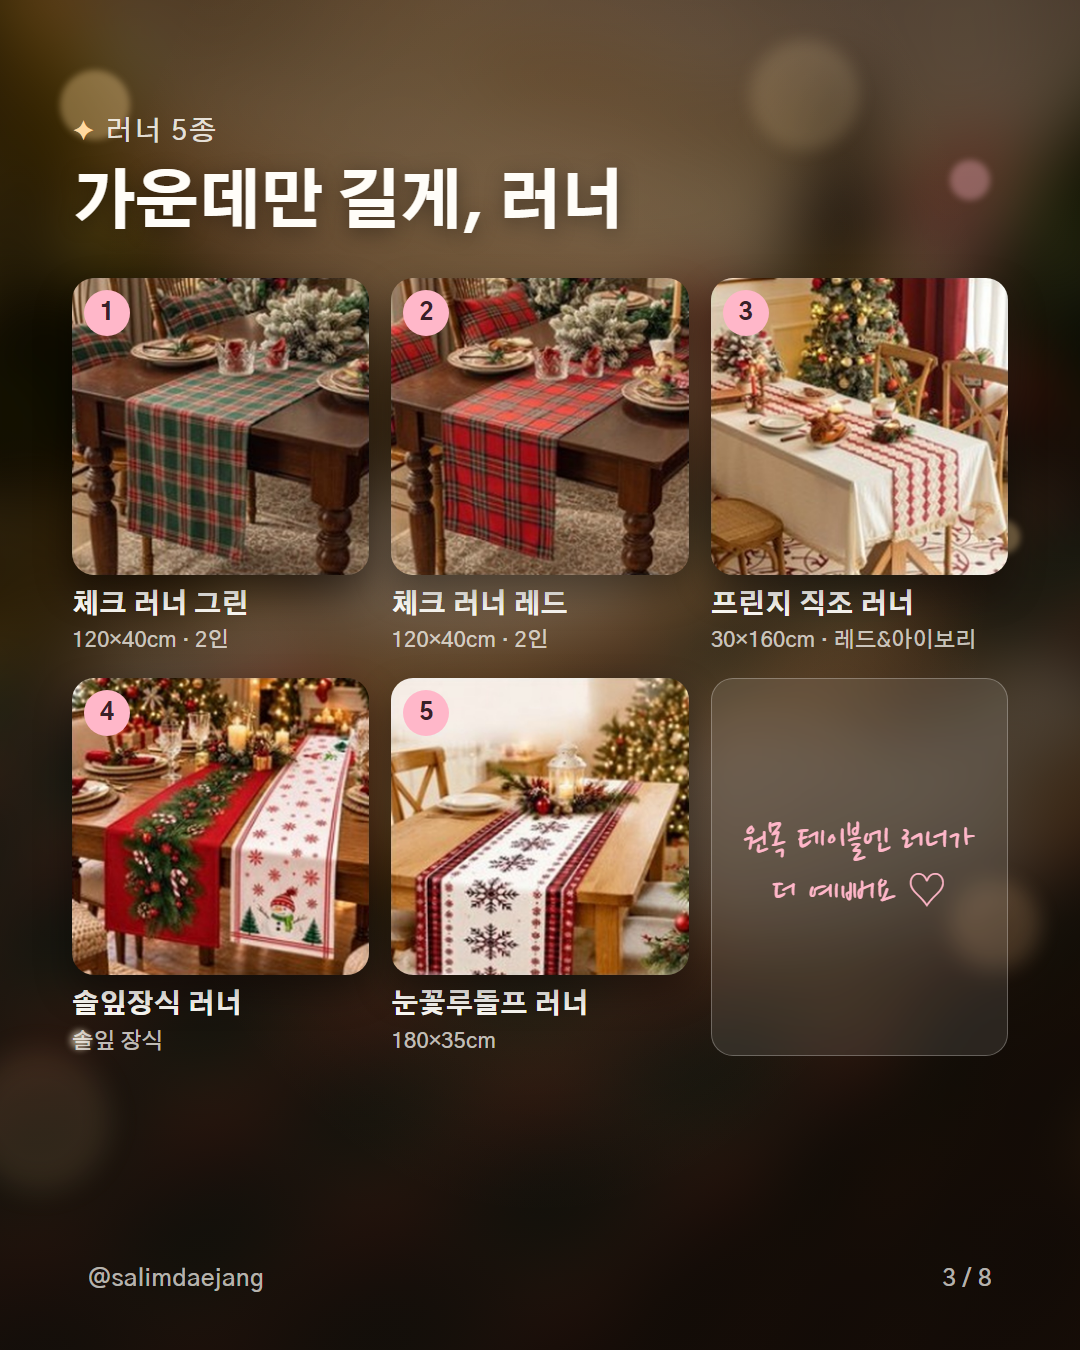 ✦ 러너 5종
가운데만 길게, 러너
1
2
3
체크 러너 그린
120×40cm · 2인
체크 러너 레드
120×40cm · 2인
프린지 직조 러너
30×160cm · 레드&아이보리
4
5
솔잎장식 러너
솔잎 장식
눈꽃루돌프 러너
180×35cm
원목 테이블엔 러너가
더 예뻐요 ♡
@salimdaejang
3 / 8